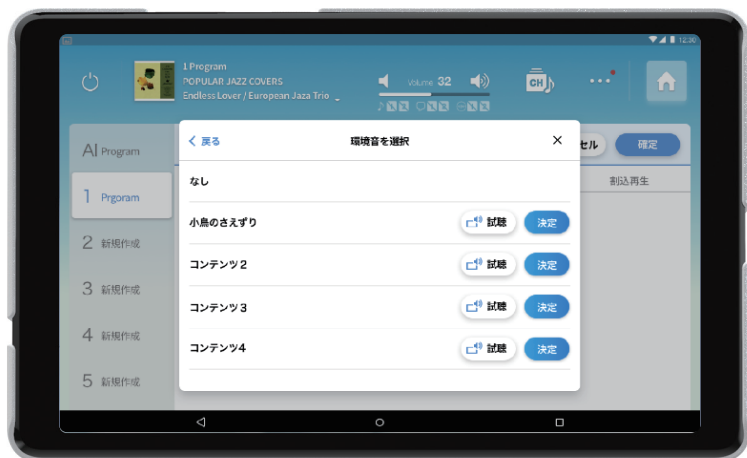 12:30
1 Program
POPULAR JAZZ COVERS
Endless Lover / European Jaza Trio
Volume 32
CH
AI Program
1 Prgoram
2 新規作成
3 新規作成
4 新規作成
5 新規作成
戻る
環境音を選択
セル
確定
割込再生
なし
小鳥のさえずり
試聴
決定
コンテンツ2
試聴
決定
コンテンツ3
試聴
決定
コンテンツ4
試聴
決定